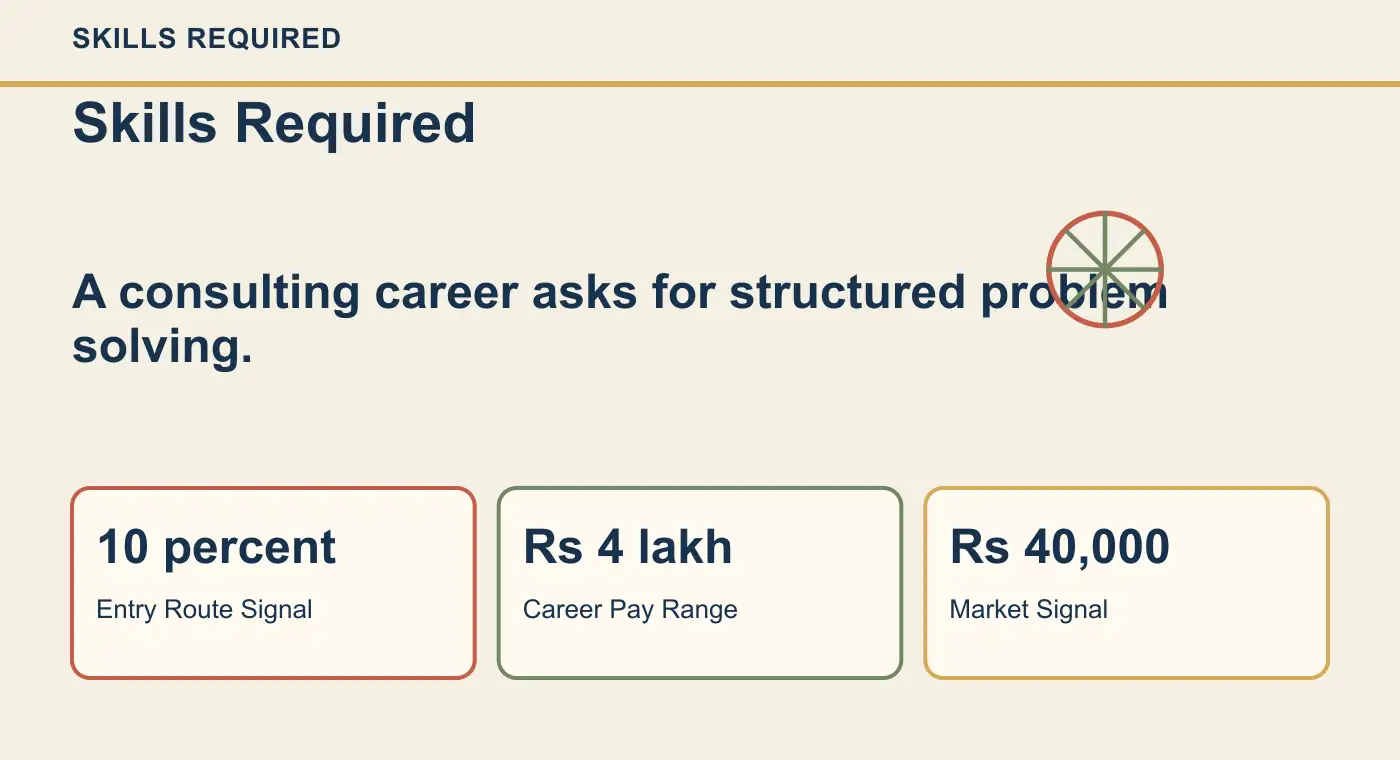 SKILLS REQUIRED
Skills Required
A consulting career asks for structured problem
solving.
10 percent
Entry Route Signal
Rs 4 lakh
Career Pay Range
Rs 40,000
Market Signal